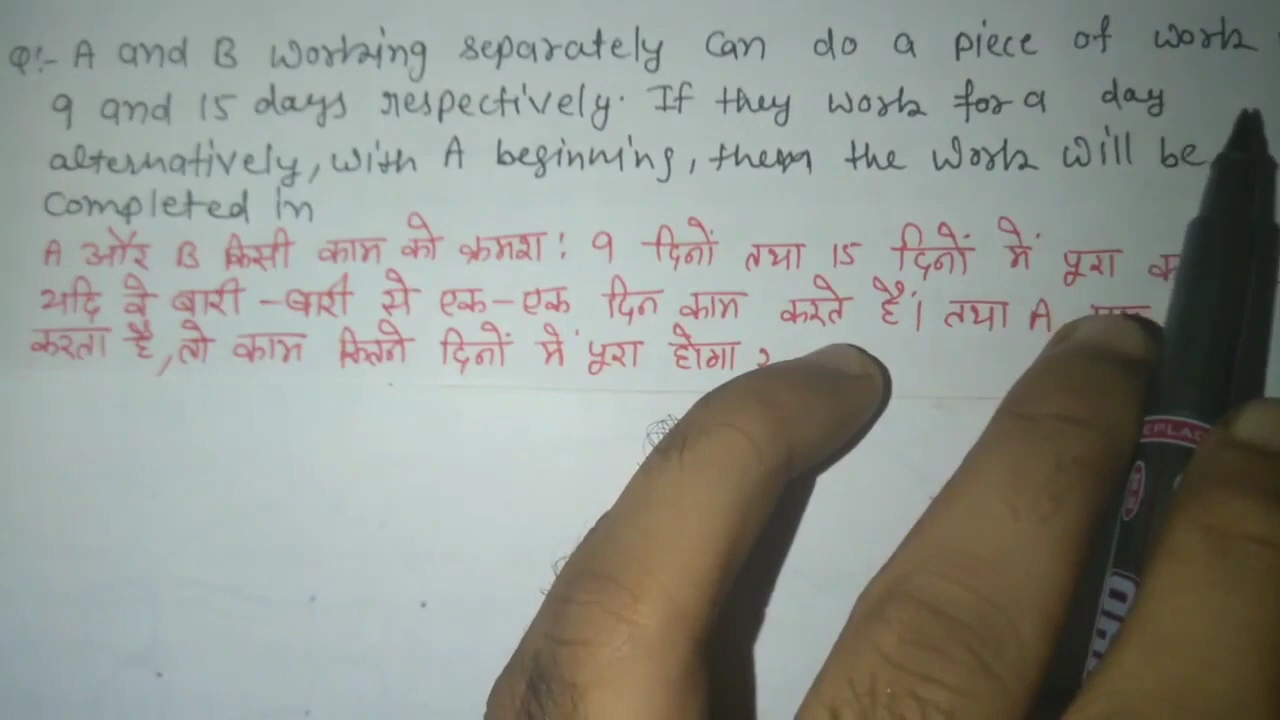 Q:- A and B working separately can do a piece of work
9 and 15 days respectively. If they work for a day
alternatively, with A beginning, them the work will be
completed in
A और B किसी काम को क्रमश: 9 दिनों तथा 15 दिनों में पूरा
यदि वे बारी-बारी से एक-एक दिन काम करते हैं। तथा A
करता है, तो काम कितने दिनों में पूरा होगा ?